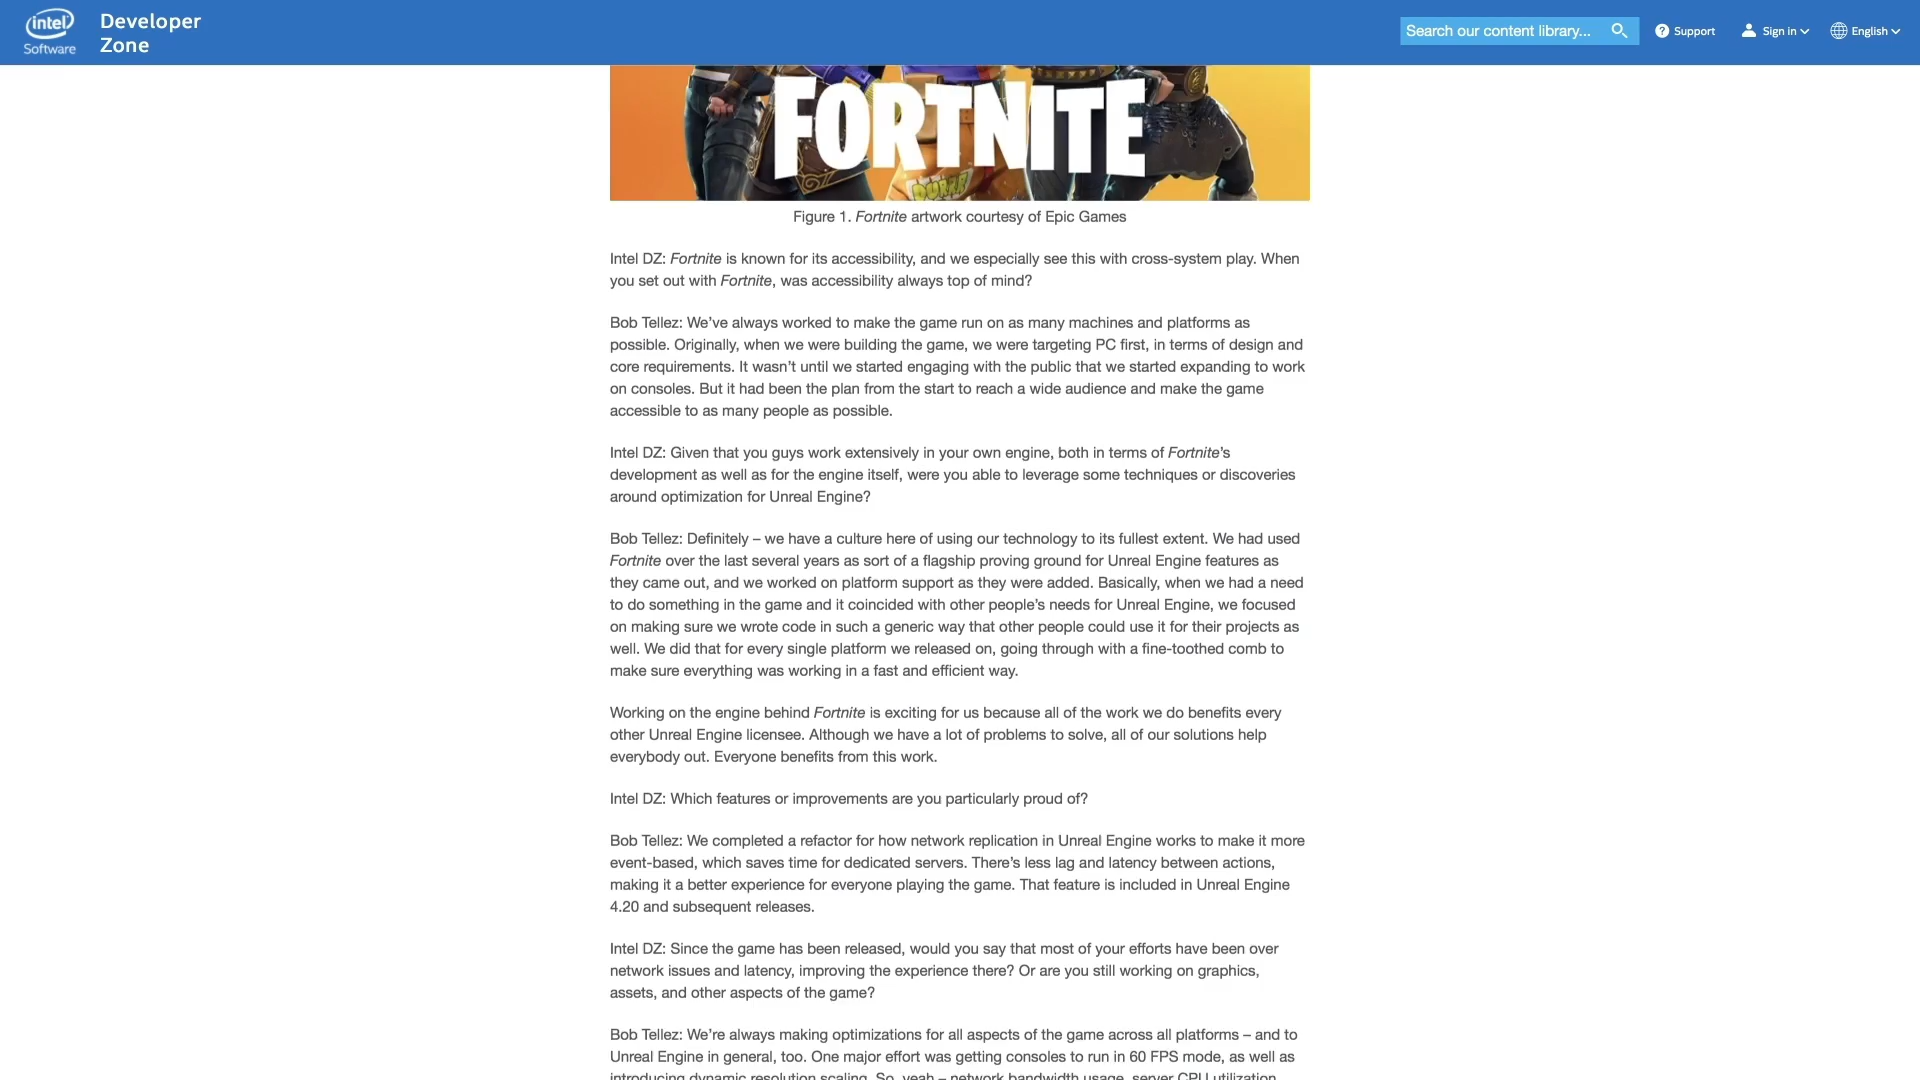 intel
Software
Developer
Zone
Search our content library...
Support
Sign in
English
FORTNITE
DURRR
Figure 1. Fortnite artwork courtesy of Epic Games
Intel DZ: Fortnite is known for its accessibility, and we especially see this with cross-system play. When
you set out with Fortnite, was accessibility always top of mind?
Bob Tellez: We’ve always worked to make the game run on as many machines and platforms as
possible. Originally, when we were building the game, we were targeting PC first, in terms of design and
core requirements. It wasn’t until we started engaging with the public that we started expanding to work
on consoles. But it had been the plan from the start to reach a wide audience and make the game
accessible to as many people as possible.
Intel DZ: Given that you guys work extensively in your own engine, both in terms of Fortnite’s
development as well as for the engine itself, were you able to leverage some techniques or discoveries
around optimization for Unreal Engine?
Bob Tellez: Definitely – we have a culture here of using our technology to its fullest extent. We had used
Fortnite over the last several years as sort of a flagship proving ground for Unreal Engine features as
they came out, and we worked on platform support as they were added. Basically, when we had a need
to do something in the game and it coincided with other people’s needs for Unreal Engine, we focused
on making sure we wrote code in such a generic way that other people could use it for their projects as
well. We did that for every single platform we released on, going through with a fine-toothed comb to
make sure everything was working in a fast and efficient way.
Working on the engine behind Fortnite is exciting for us because all of the work we do benefits every
other Unreal Engine licensee. Although we have a lot of problems to solve, all of our solutions help
everybody out. Everyone benefits from this work.
Intel DZ: Which features or improvements are you particularly proud of?
Bob Tellez: We completed a refactor for how network replication in Unreal Engine works to make it more
event-based, which saves time for dedicated servers. There’s less lag and latency between actions,
making it a better experience for everyone playing the game. That feature is included in Unreal Engine
4.20 and subsequent releases.
Intel DZ: Since the game has been released, would you say that most of your efforts have been over
network issues and latency, improving the experience there? Or are you still working on graphics,
assets, and other aspects of the game?
Bob Tellez: We’re always making optimizations for all aspects of the game across all platforms – and to
Unreal Engine in general, too. One major effort was getting consoles to run in 60 FPS mode, as well as
introducing dynamic resolution scaling. So, yeah – network bandwidth usage, server CPU utilization,